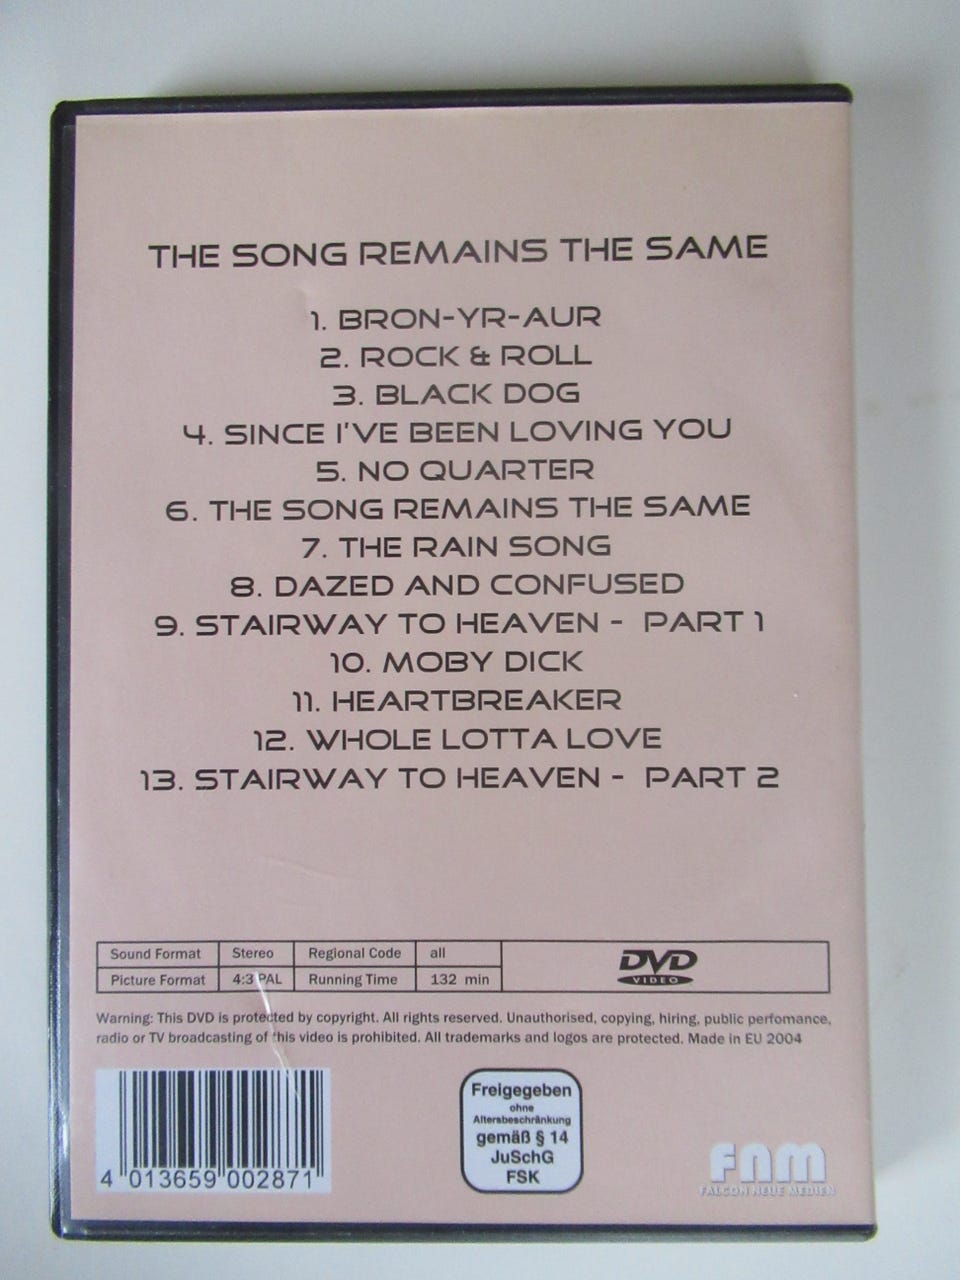 THE SONG REMAINS THE SAME
1. BRON-YR-AUR
2. ROCK & ROLL
3. BLACK DOG
4. SINCE I'VE BEEN LOVING YOU
5. NO QUARTER
6. THE SONG REMAINS THE SAME
7. THE RAIN SONG
8. DAZED AND CONFUSED
9. STAIRWAY TO HEAVEN - PART 1
10. MOBY DICK
11. HEARTBREAKER
12. WHOLE LOTTA LOVE
13. STAIRWAY TO HEAVEN - PART 2
Sound Format Stereo Regional Code all
Picture Format 4:3 PAL Running Time 132 min
DVD
VIDEO
Warning: This DVD is protected by copyright. All rights reserved. Unauthorised, copying, hiring, public perfomance,
radio or TV broadcasting of this video is prohibited. All trademarks and logos are protected. Made in EU 2004
4 013659 002871
Freigegeben
ohne
Altersbeschränkung
gemäß § 14
JuSchG
FSK
FNM
FALCON NEUE MEDIEN